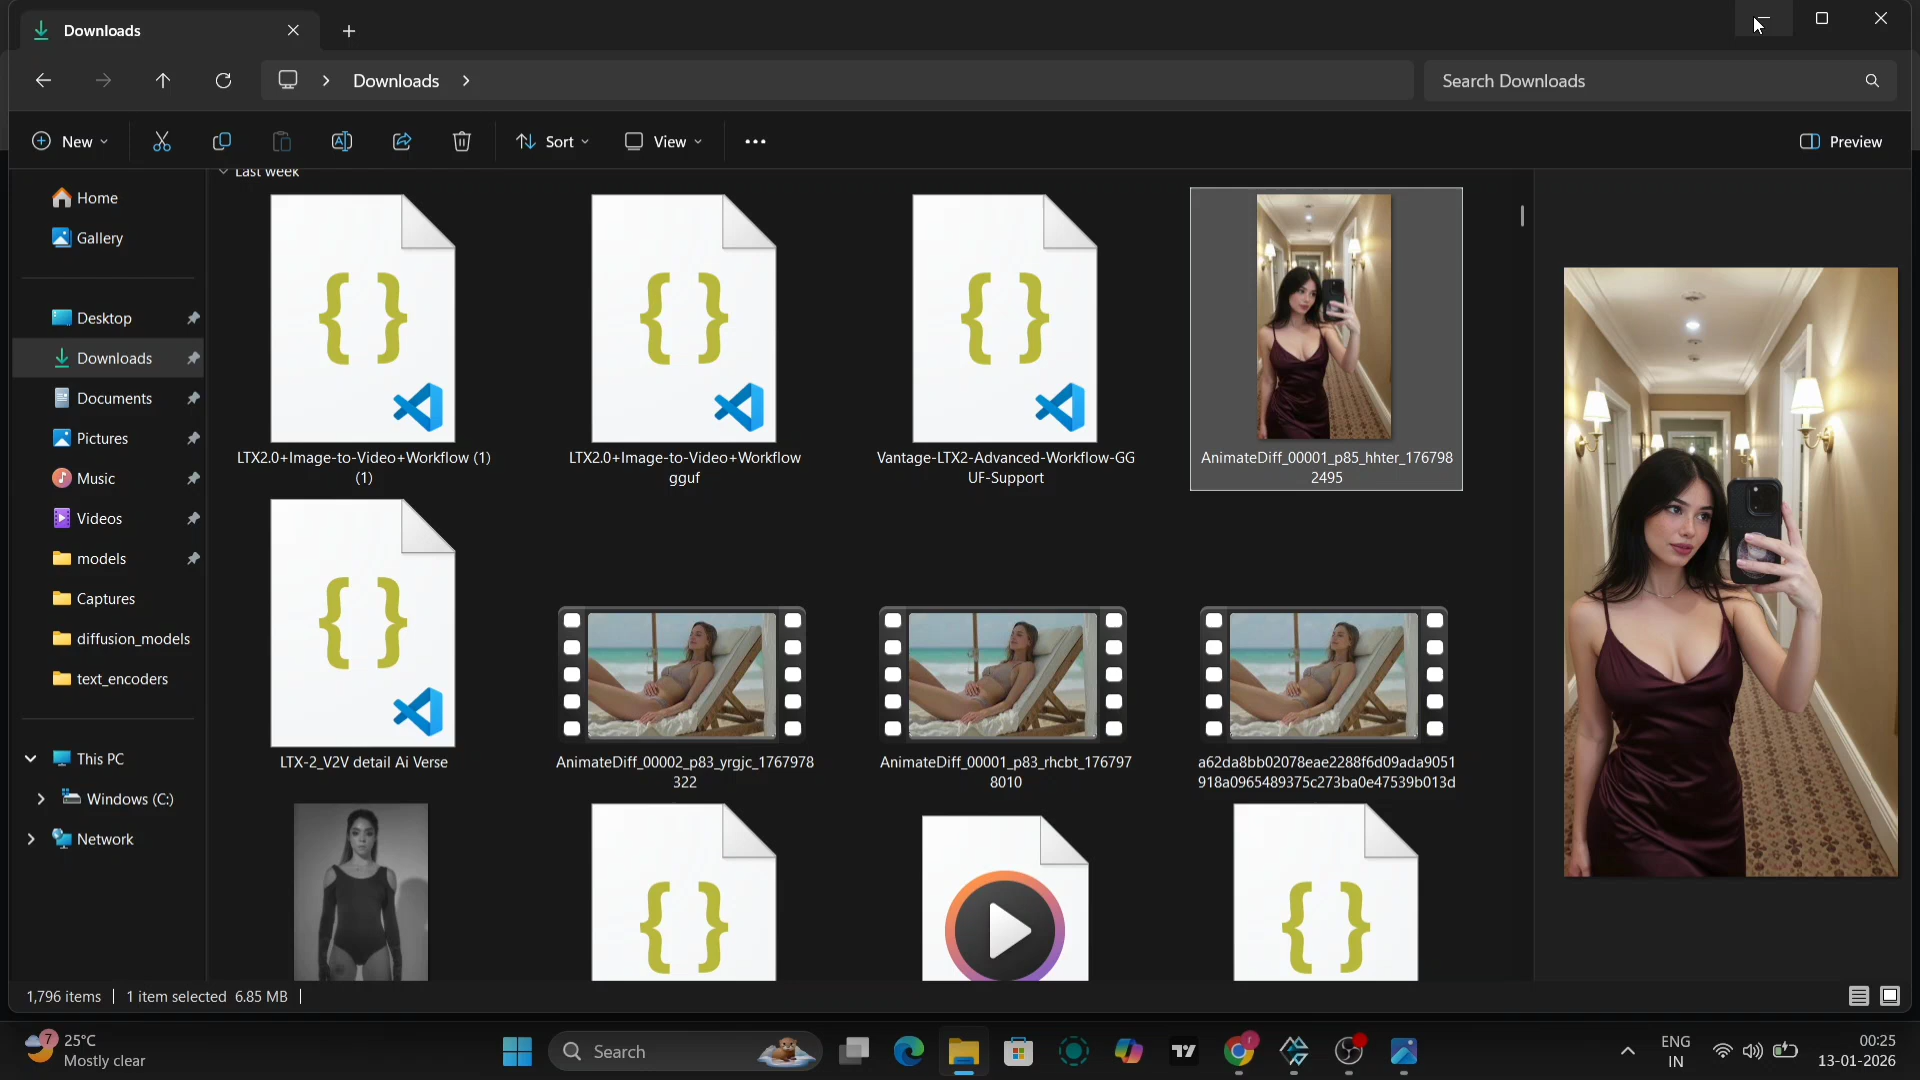 Downloads
Downloads
Search Downloads
New
Sort
View
Preview
Last week
Home
Gallery
Desktop
Downloads
Documents
Pictures
Music
Videos
models
Captures
diffusion_models
text_encoders
This PC
Windows (C:)
Network
LTX2.0+Image-to-Video+Workflow (1)
(1)
LTX2.0+Image-to-Video+Workflow
gguf
Vantage-LTX2-Advanced-Workflow-GG
UF-Support
AnimateDiff_00001_p85_hhter_176798
2495
LTX-2_V2V detail Ai Verse
AnimateDiff_00002_p83_yrgjc_1767978
322
AnimateDiff_00001_p83_rhcbt_176797
8010
a62da8bb02078eae2288f6d09ada9051
918a0965489375c273ba0e47539b013d
1,796 items
1 item selected 6.85 MB
7
25°C
Mostly clear
Search
ENG
IN
00:25
13-01-2026